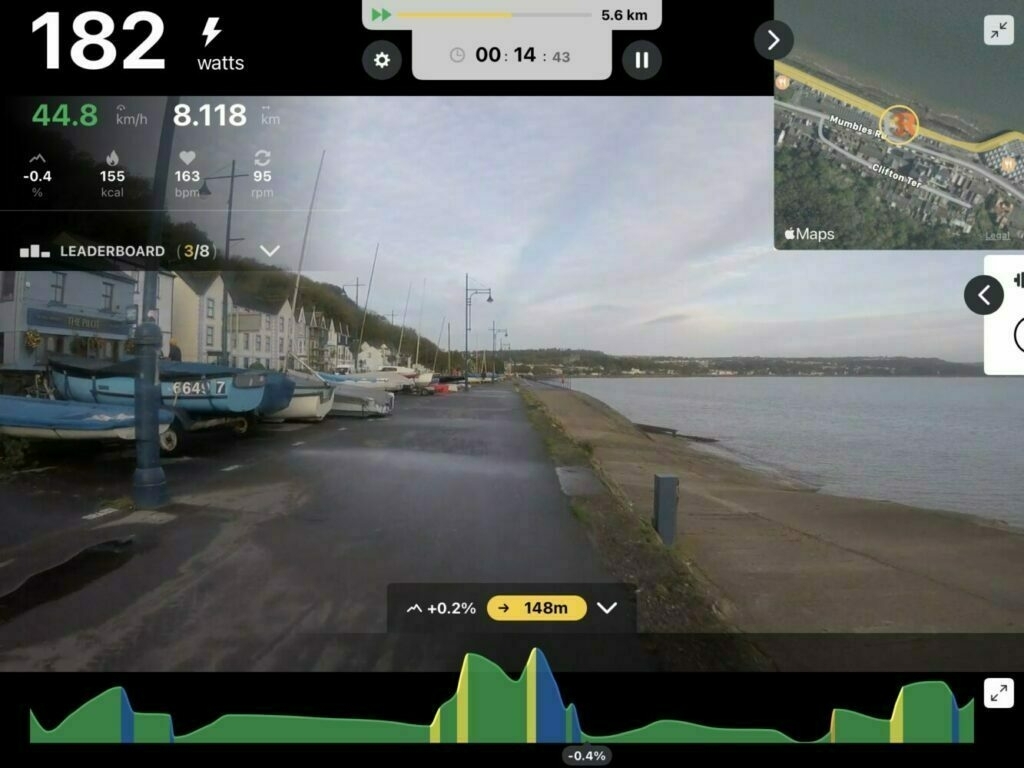 182
watts
5.6 km
00 : 14 : 43
44.8 km/h
8.118 km
-0.4 %
155 kcal
163 bpm
95 rpm
LEADERBOARD (3/8)
Mumbles Rd
Clifton Ter
Maps
Legal
THE PILOT
664 7
+0.2%
→ 148m
-0.4%